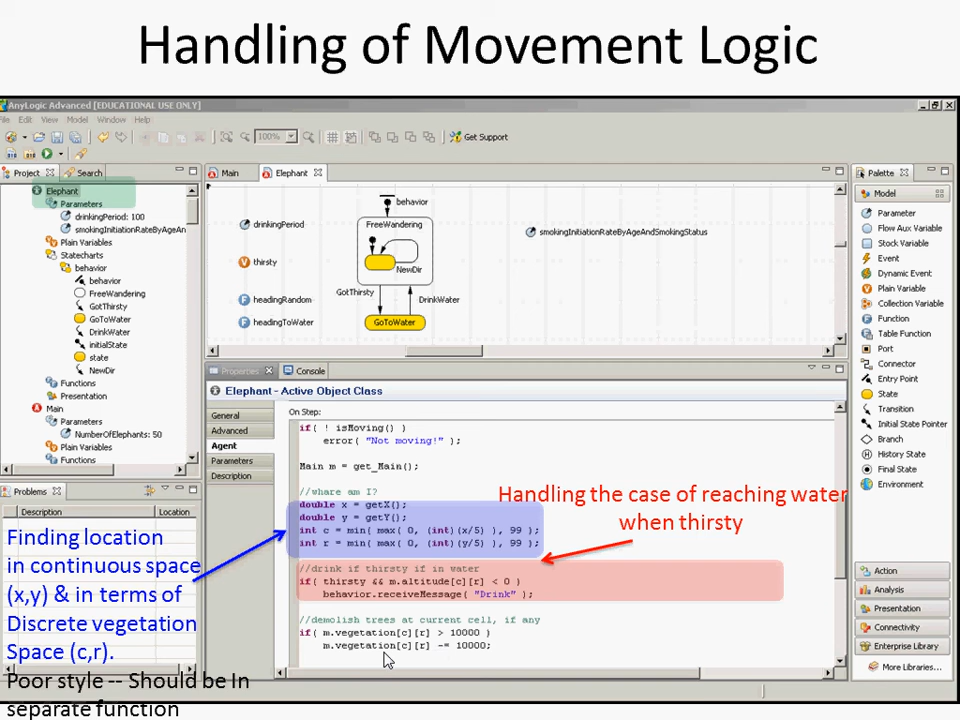 Handling of Movement Logic
AnyLogic Advanced [EDUCATIONAL USE ONLY]
File Edit View Model Window Help
100% Get Support
Project Search
Elephant
Parameters
drinkingPeriod: 100
smokingInitiationRateByAgeAn
Plain Variables
Statecharts
behavior
behavior
FreeWandering
GotThirsty
GoToWater
DrinkWater
initialState
state
NewDir
Functions
Presentation
Main
Parameters
NumberOfElephants: 50
Plain Variables
Functions
Main Elephant
behavior
drinkingPeriod
FreeWandering
smokingInitiationRateByAgeAndSmokingStatus
thirsty
NewDir
GotThirsty
headingRandom
DrinkWater
headingToWater
GoToWater
Palette
Model
Parameter
Flow Aux Variable
Stock Variable
Event
Dynamic Event
Plain Variable
Collection Variable
Function
Table Function
Port
Connector
Entry Point
State
Transition
Initial State Pointer
Branch
History State
Final State
Environment
Action
Analysis
Presentation
Connectivity
Enterprise Library
More Libraries...
Properties Console
Elephant - Active Object Class
General
Advanced
Agent
Parameters
Description
On Step:
if( ! isMoving() )
error( "Not moving!" );
Main m = get_Main();
//whare am I?
double x = getX();
double y = getY();
int c = min( max( 0, (int)(x/5) ), 99 );
int r = min( max( 0, (int)(y/5) ), 99 );
//drink if thirsty if in water
if( thirsty && m.altitude[c][r] < 0 )
behavior.receiveMessage( "Drink" );
//demolish trees at current cell, if any
if( m.vegetation[c][r] > 10000 )
m.vegetation[c][r] -= 10000;
Handling the case of reaching water
when thirsty
Problems
Description Location
Finding location
in continuous space
(x,y) & in terms of
Discrete vegetation
Space (c,r).
Poor style -- Should be In
separate function